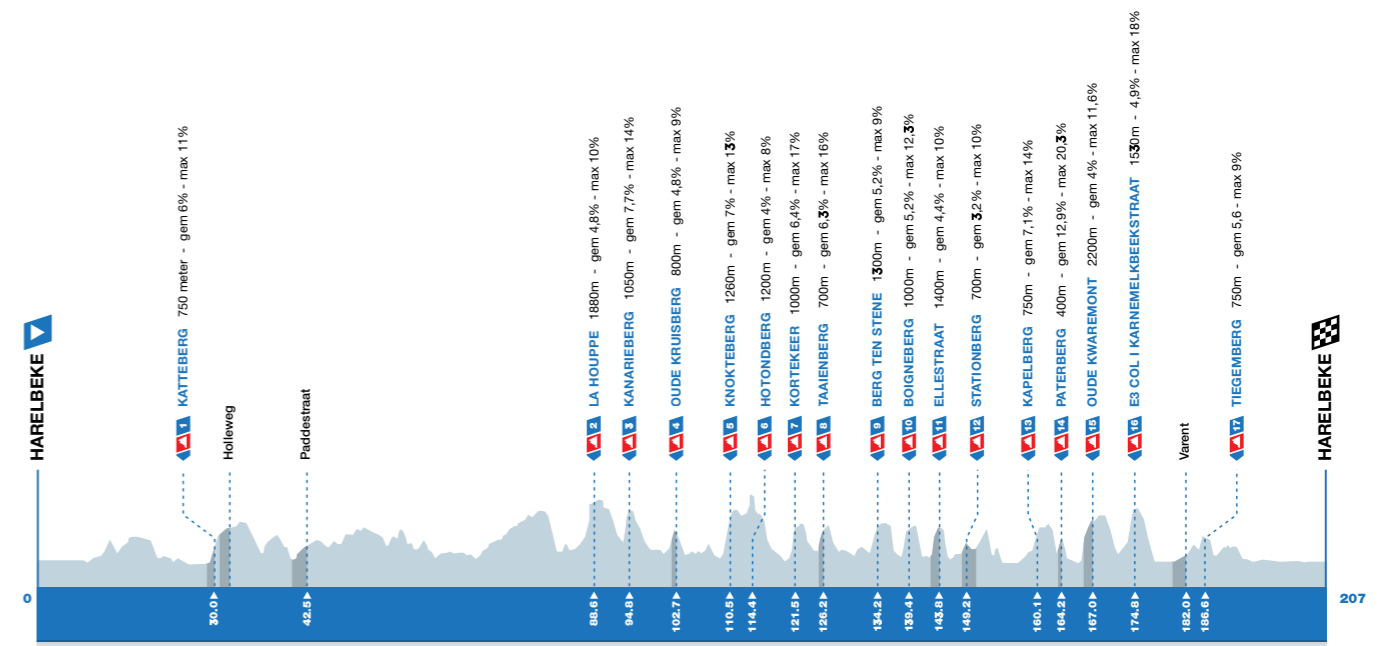 HARELBEKE
1 KATTEBERG 750 meter - gem 6% - max 11%
Holleweg
Paddestraat
2 LA HOUPPE 1880m - gem 4,8% - max 10%
3 KANARIEBERG 1050m - gem 7,7% - max 14%
4 OUDE KRUISBERG 800m - gem 4,8% - max 9%
5 KNOKTEBERG 1260m - gem 7% - max 13%
6 HOTONDBERG 1200m - gem 4% - max 8%
7 KORTEKEER 1000m - gem 6,4% - max 17%
8 TAAIENBERG 700m - gem 6,3% - max 16%
9 BERG TEN STENE 1300m - gem 5,2% - max 9%
10 BOIGNEBERG 1000m - gem 5,2% - max 12,3%
11 ELLESTRAAT 1400m - gem 4,4% - max 10%
12 STATIONBERG 700m - gem 3,2% - max 10%
13 KAPELBERG 750m - gem 7,1% - max 14%
14 PATERBERG 400m - gem 12,9% - max 20,3%
15 OUDE KWAREMONT 2200m - gem 4% - max 11,6%
16 E3 COL I KARNEMELKBEEKSTRAAT 1530m - 4,9% - max 18%
Varent
17 TIEGEMBERG 750m - gem 5,6 - max 9%
HARELBEKE
0
30.0
42.5
88.6
94.8
102.7
110.5
114.4
121.5
126.2
134.2
139.4
143.8
149.2
160.1
164.2
167.0
174.8
182.0
186.6
207